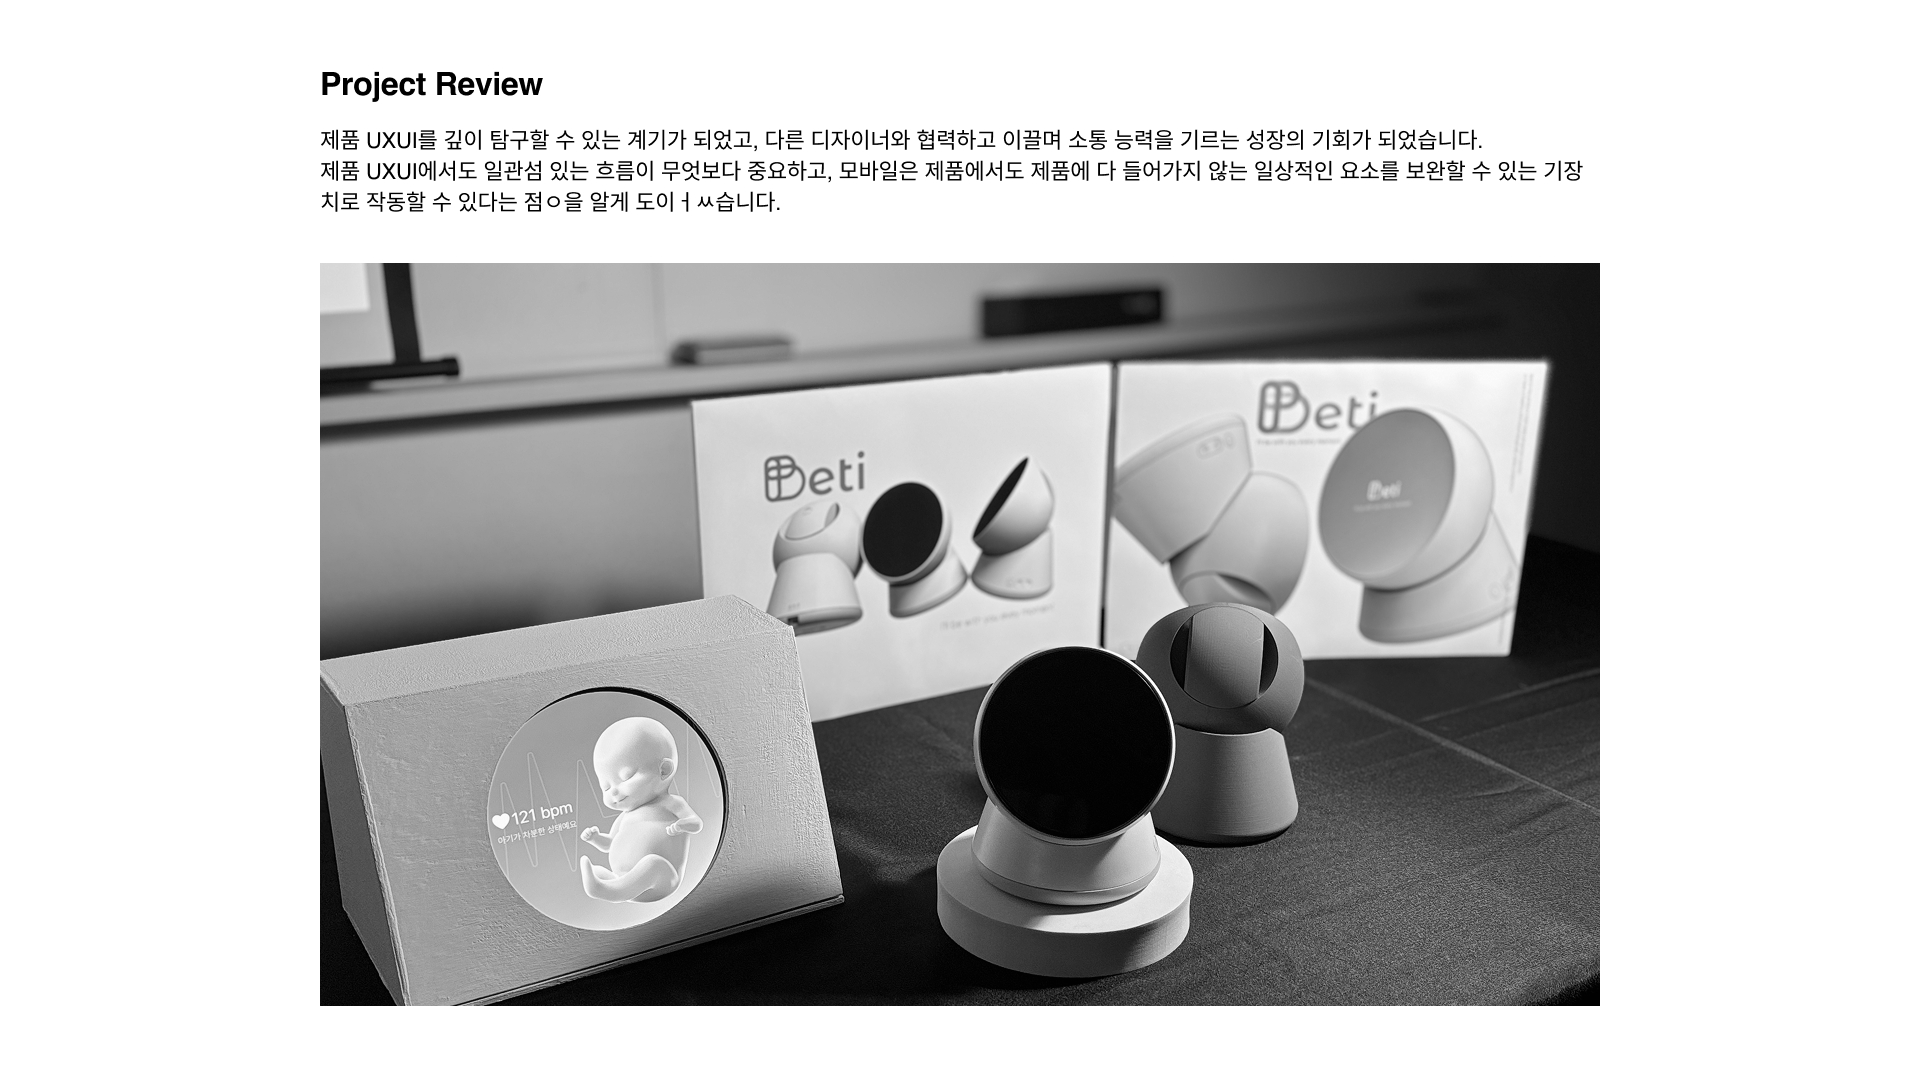 Project Review
제품 UXUI를 깊이 탐구할 수 있는 계기가 되었고, 다른 디자이너와 협력하고 이끌며 소통 능력을 기르는 성장의 기회가 되었습니다.
제품 UXUI에서도 일관섬 있는 흐름이 무엇보다 중요하고, 모바일은 제품에서도 제품에 다 들어가지 않는 일상적인 요소를 보완할 수 있는 기장
치로 작동할 수 있다는 점ㅇ을 알게 도이ㅓㅆ습니다.
Beti
Beti
Beti
I'll be with you every moment
121 bpm
아기가 차분한 상태예요